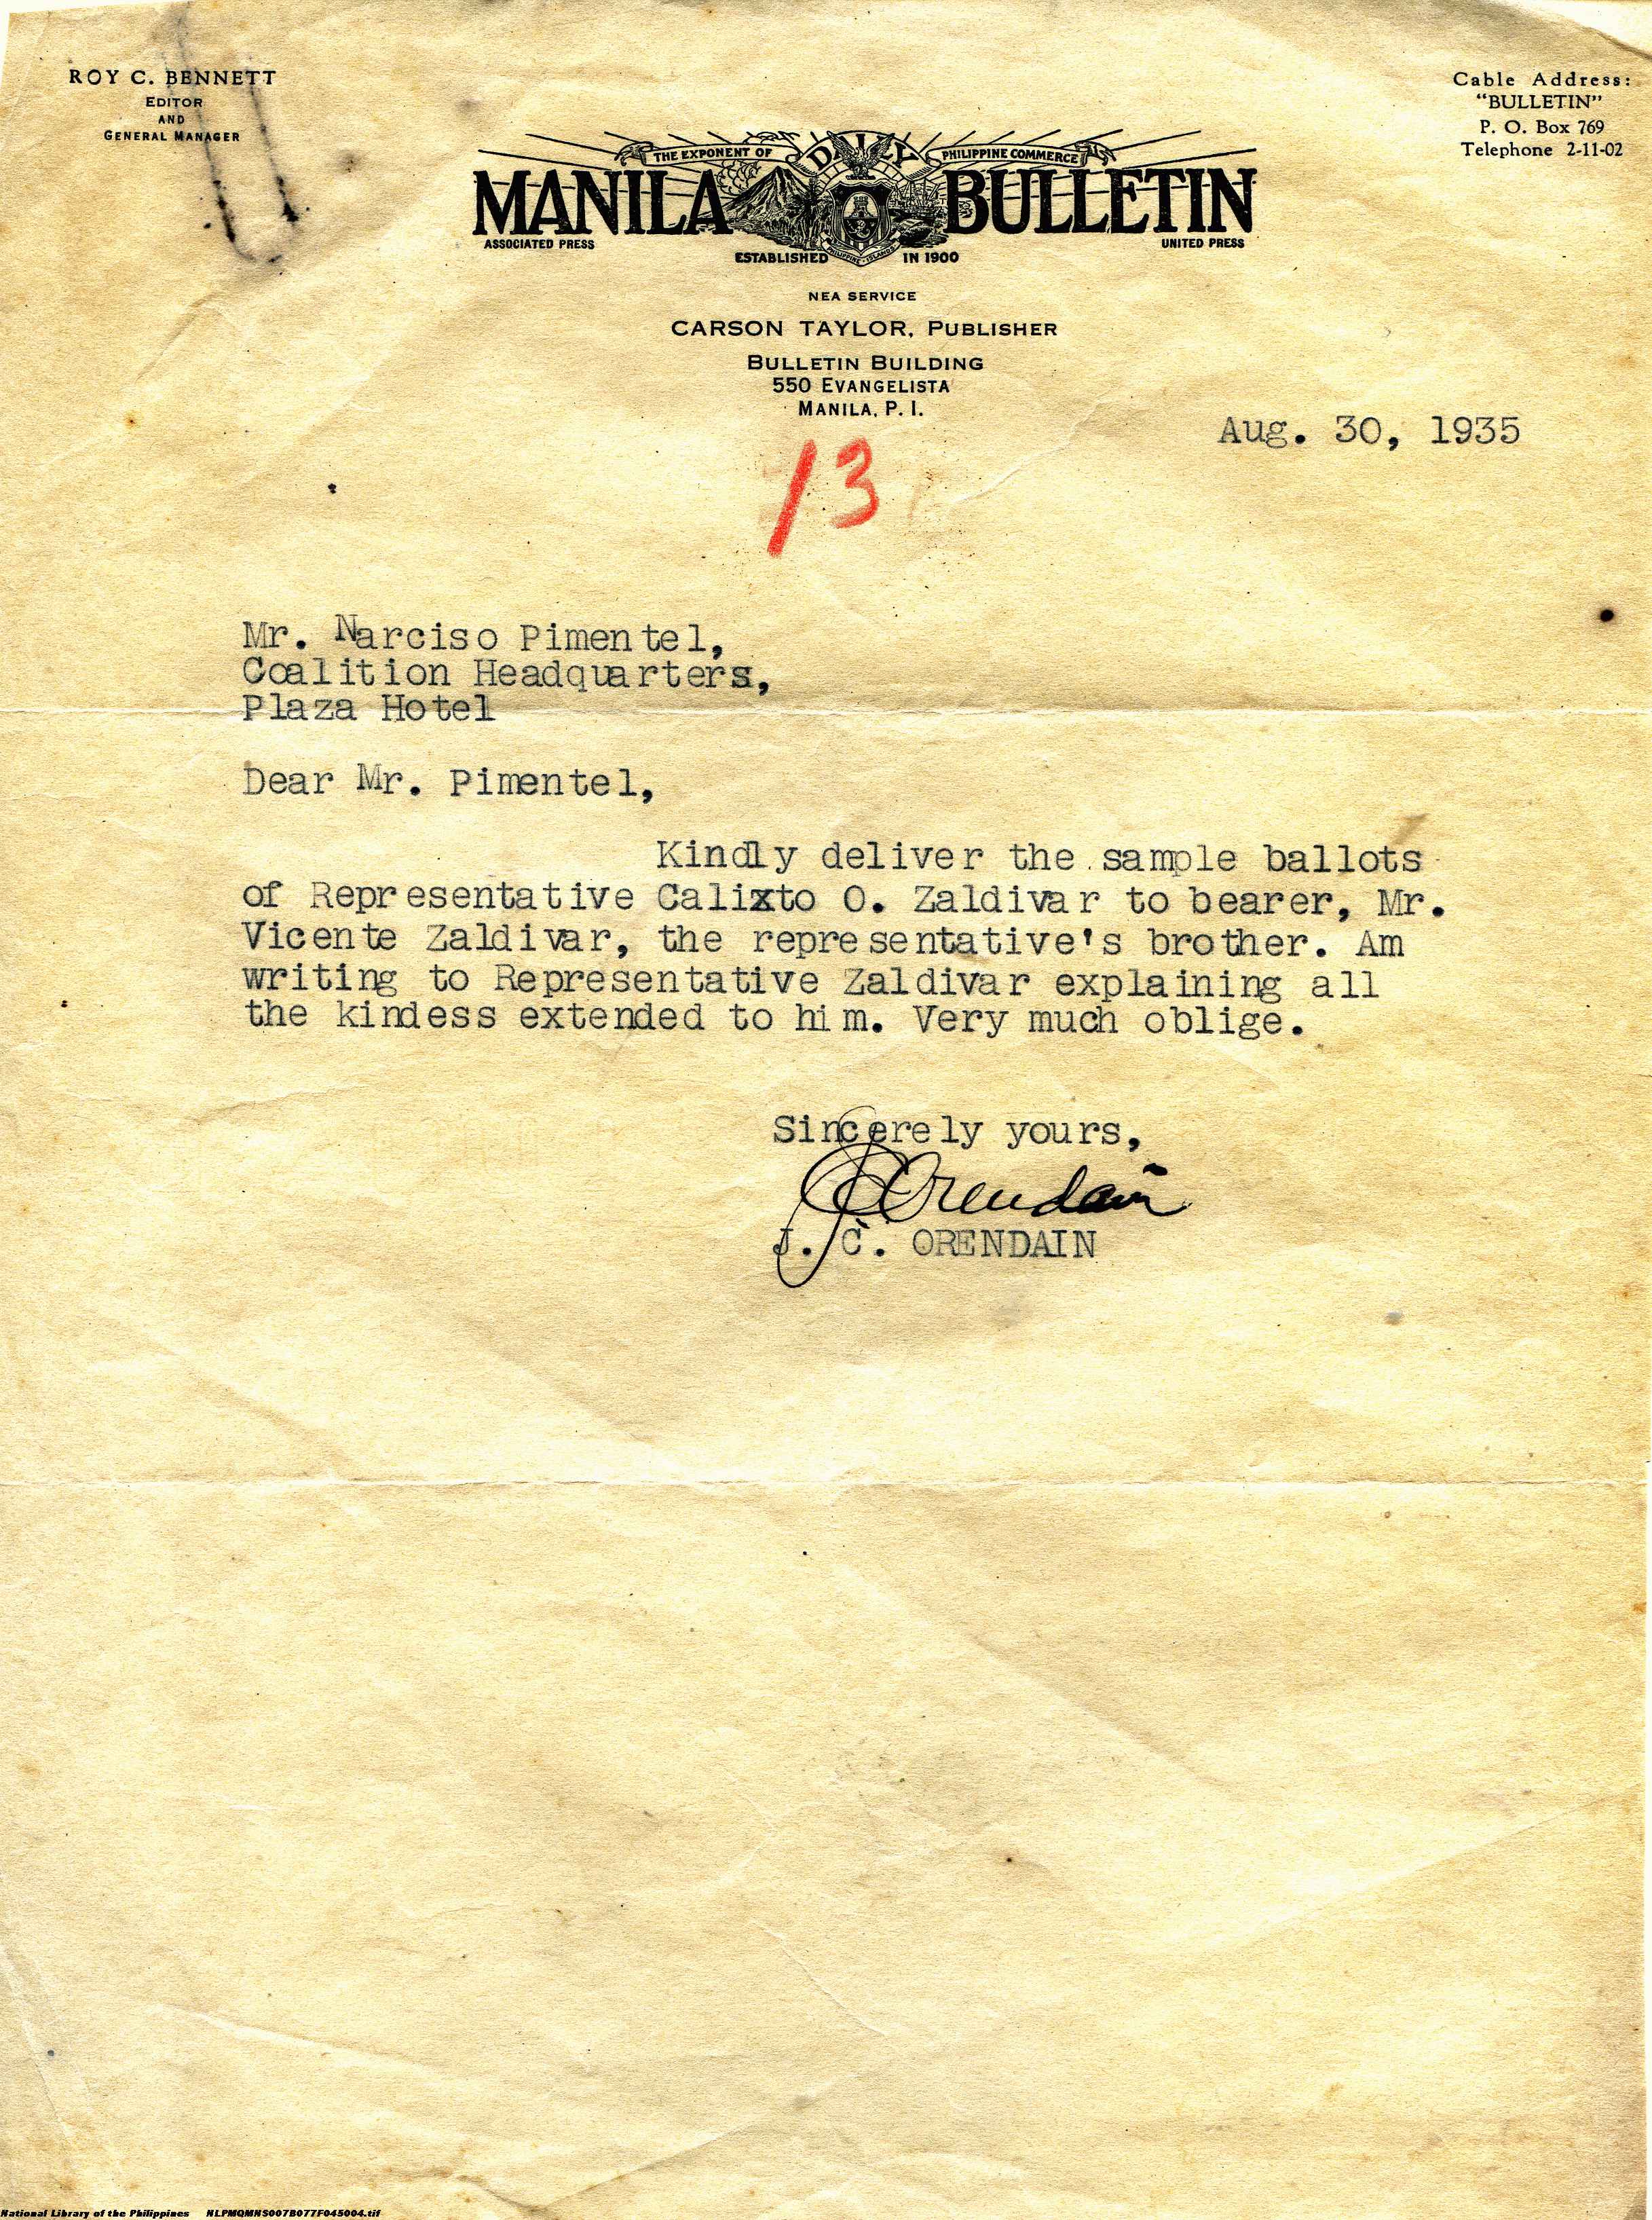 ROY C. BENNETT
EDITOR
AND
GENERAL MANAGER
Cable Address:
"BULLETIN"
P. O. Box 769
Telephone 2-11-02
THE EXPONENT OF DAILY PHILIPPINE COMMERCE
MANILA BULLETIN
ASSOCIATED PRESS UNITED PRESS
PHILIPPINE ISLANDS
ESTABLISHED IN 1900
NEA SERVICE
CARSON TAYLOR, PUBLISHER
BULLETIN BUILDING
550 EVANGELISTA
MANILA, P. I.
Aug. 30, 1935
13
Mr. Narciso Pimentel,
Coalition Headquarters,
Plaza Hotel
Dear Mr. Pimentel,
Kindly deliver the sample ballots
of Representative Calixto O. Zaldivar to bearer, Mr.
Vicente Zaldivar, the representative's brother. Am
writing to Representative Zaldivar explaining all
the kindess extended to him. Very much oblige.
Sincerely yours,
JCOrendain
J. C. ORENDAIN
National Library of the Philippines NLPMQMNS007B077F045004.tif